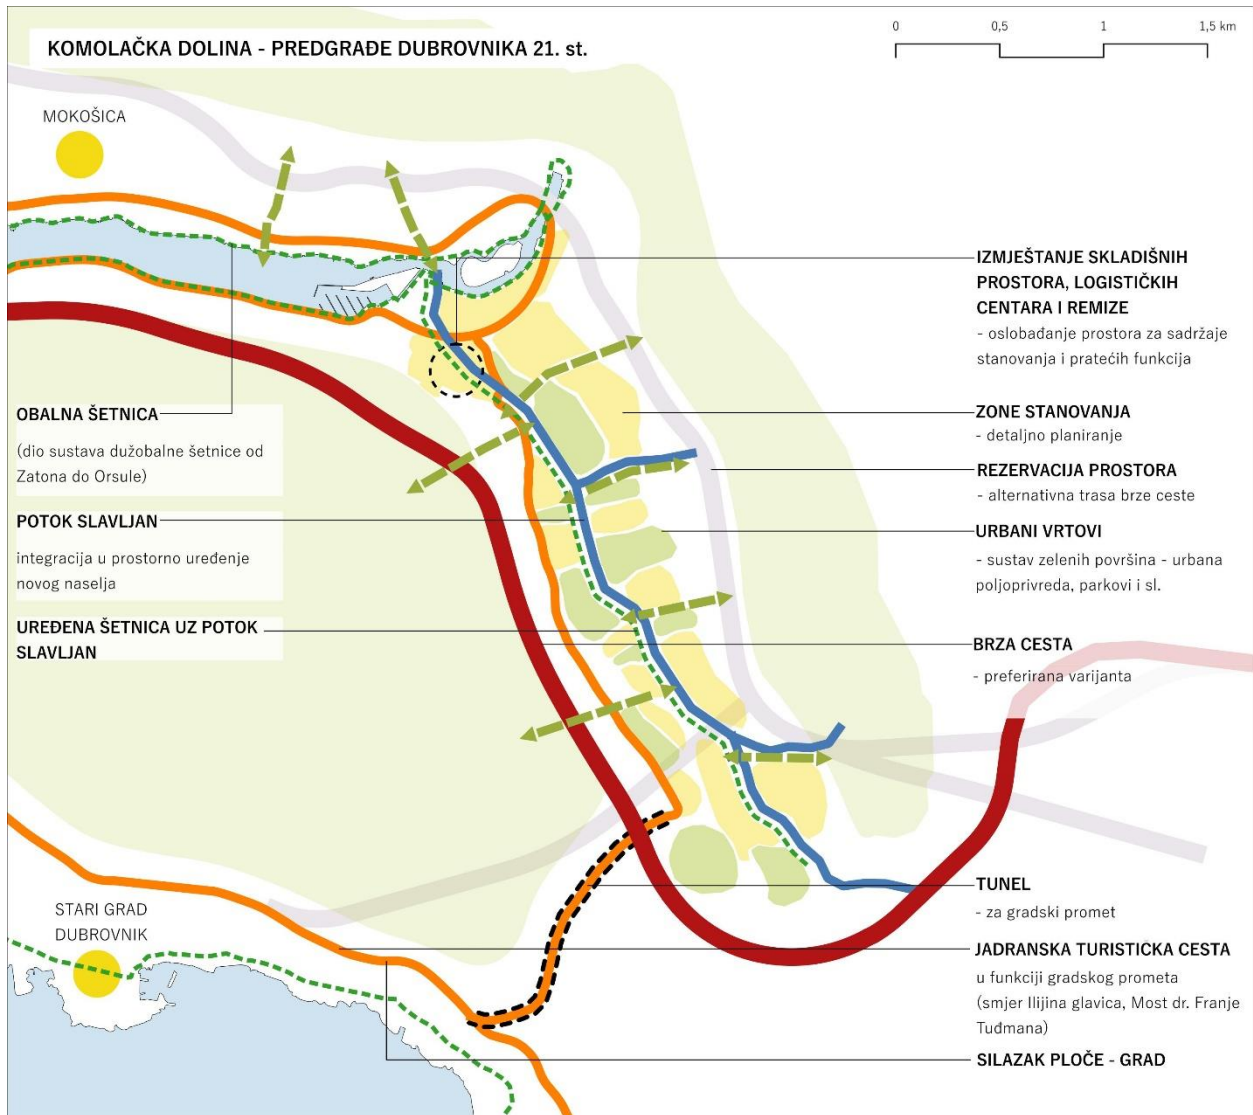 KOMOLAČKA DOLINA - PREDGRAĐE DUBROVNIKA 21. st.
0
0,5
1
1,5 km
MOKOŠICA
OBALNA ŠETNICA
(dio sustava dužobalne šetnice od
Zatona do Orsule)
POTOK SLAVLJAN
integracija u prostorno uređenje
novog naselja
UREĐENA ŠETNICA UZ POTOK
SLAVLJAN
STARI GRAD
DUBROVNIK
IZMJEŠTANJE SKLADIŠNIH
PROSTORA, LOGISTIČKIH
CENTARA I REMIZE
- oslobađanje prostora za sadržaje
stanovanja i pratećih funkcija
ZONE STANOVANJA
- detaljno planiranje
REZERVACIJA PROSTORA
- alternativna trasa brze ceste
URBANI VRTOVI
- sustav zelenih površina - urbana
poljoprivreda, parkovi i sl.
BRZA CESTA
- preferirana varijanta
TUNEL
- za gradski promet
JADRANSKA TURISTIČKA CESTA
u funkciji gradskog prometa
(smjer Ilijina glavica, Most dr. Franje
Tuđmana)
SILAZAK PLOČE - GRAD